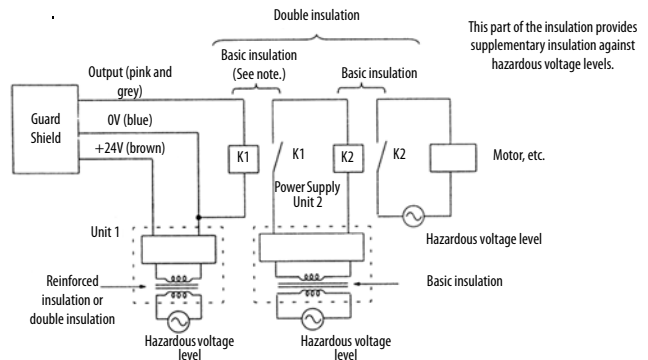 Double insulation
This part of the insulation provides
supplementary insulation against
hazardous voltage levels.
Basic insulation
(See note.)
Basic insulation
Output (pink and
grey)
Guard
Shield
0V (blue)
+24V (brown)
K1
K1
K2
K2
Motor, etc.
Power Supply
Unit 2
Unit 1
Hazardous voltage level
Reinforced
insulation or
double insulation
Basic insulation
Hazardous voltage
level
Hazardous voltage
level